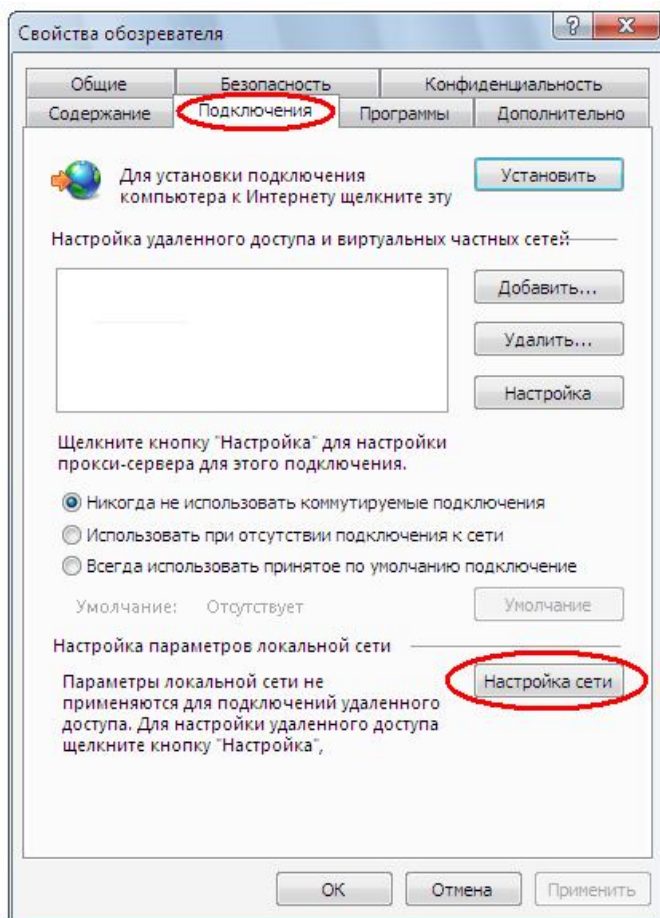 Свойства обозревателя
Общие Безопасность Конфиденциальность
Содержание Подключения Программы Дополнительно
Для установки подключения
компьютера к Интернету щелкните эту
Установить
Настройка удаленного доступа и виртуальных частных сетей
Добавить...
Удалить...
Настройка
Щелкните кнопку "Настройка" для настройки
прокси-сервера для этого подключения.
Никогда не использовать коммутируемые подключения
Использовать при отсутствии подключения к сети
Всегда использовать принятое по умолчанию подключение
Умолчание: Отсутствует Умолчание
Настройка параметров локальной сети
Параметры локальной сети не
применяются для подключений удаленного
доступа. Для настройки удаленного доступа
щелкните кнопку "Настройка",
Настройка сети
ОК Отмена Применить